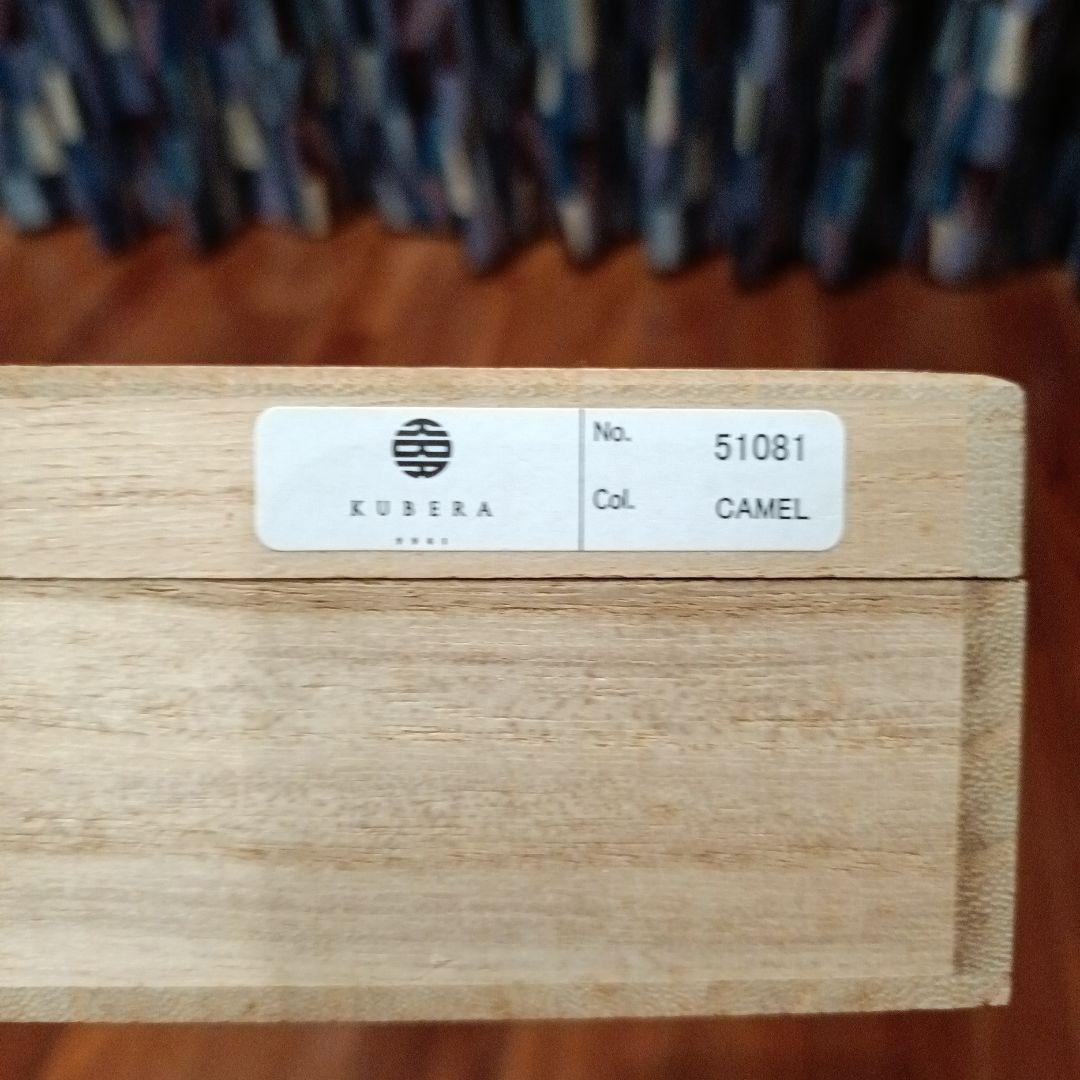 KUBERA
No. 51081
Col. CAMEL